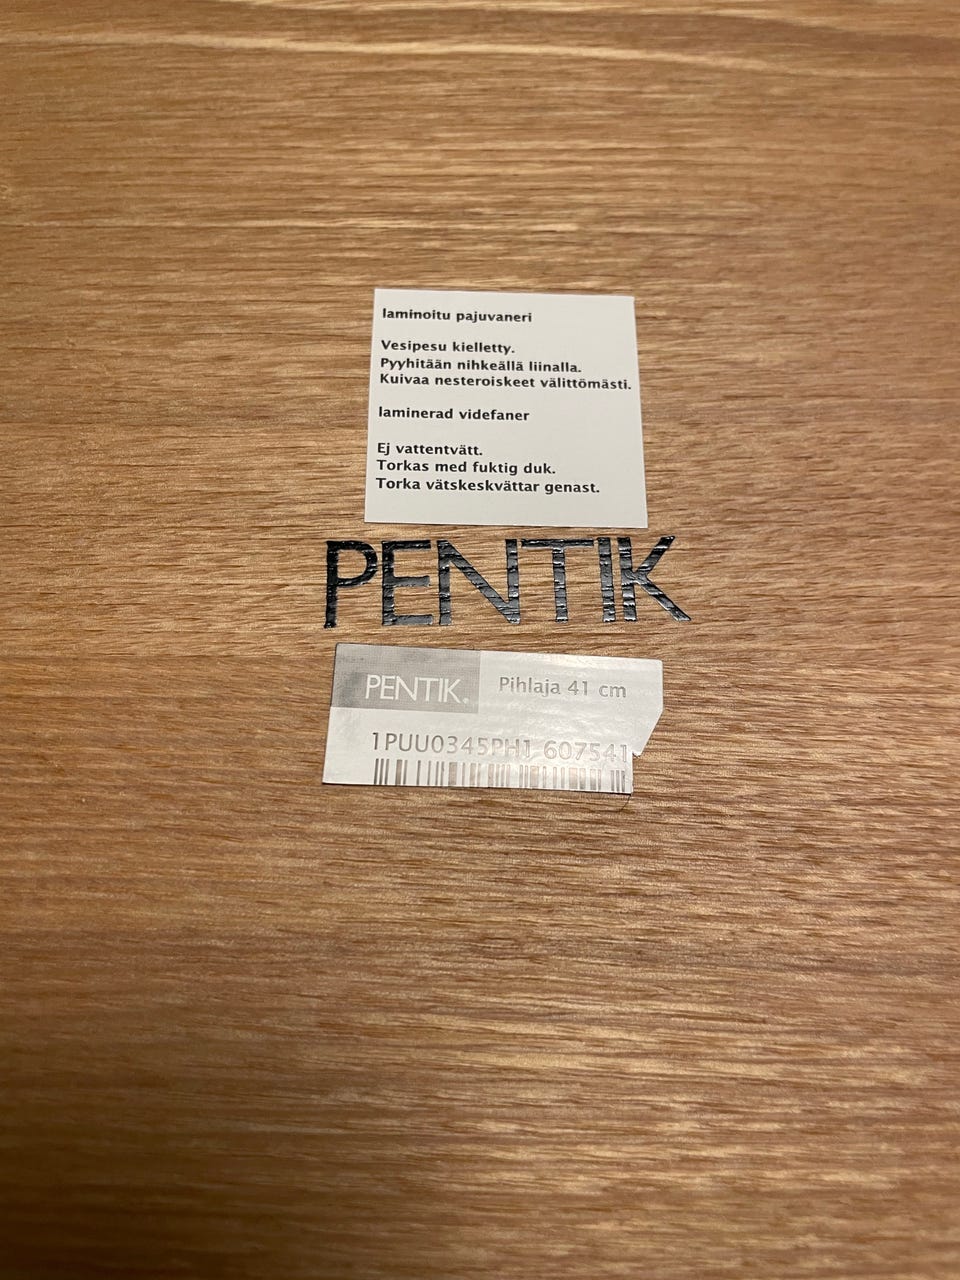 laminoitu pajuvaneri
Vesipesu kielletty.
Pyyhitään nihkeällä liinalla.
Kuivaa nesteroiskeet välittömästi.
laminerad videfaner
Ej vattentvätt.
Torkas med fuktig duk.
Torka vätskeskvättar genast.
PENTIK
PENTIK. Pihlaja 41 cm
1PUU0345PH1 607541